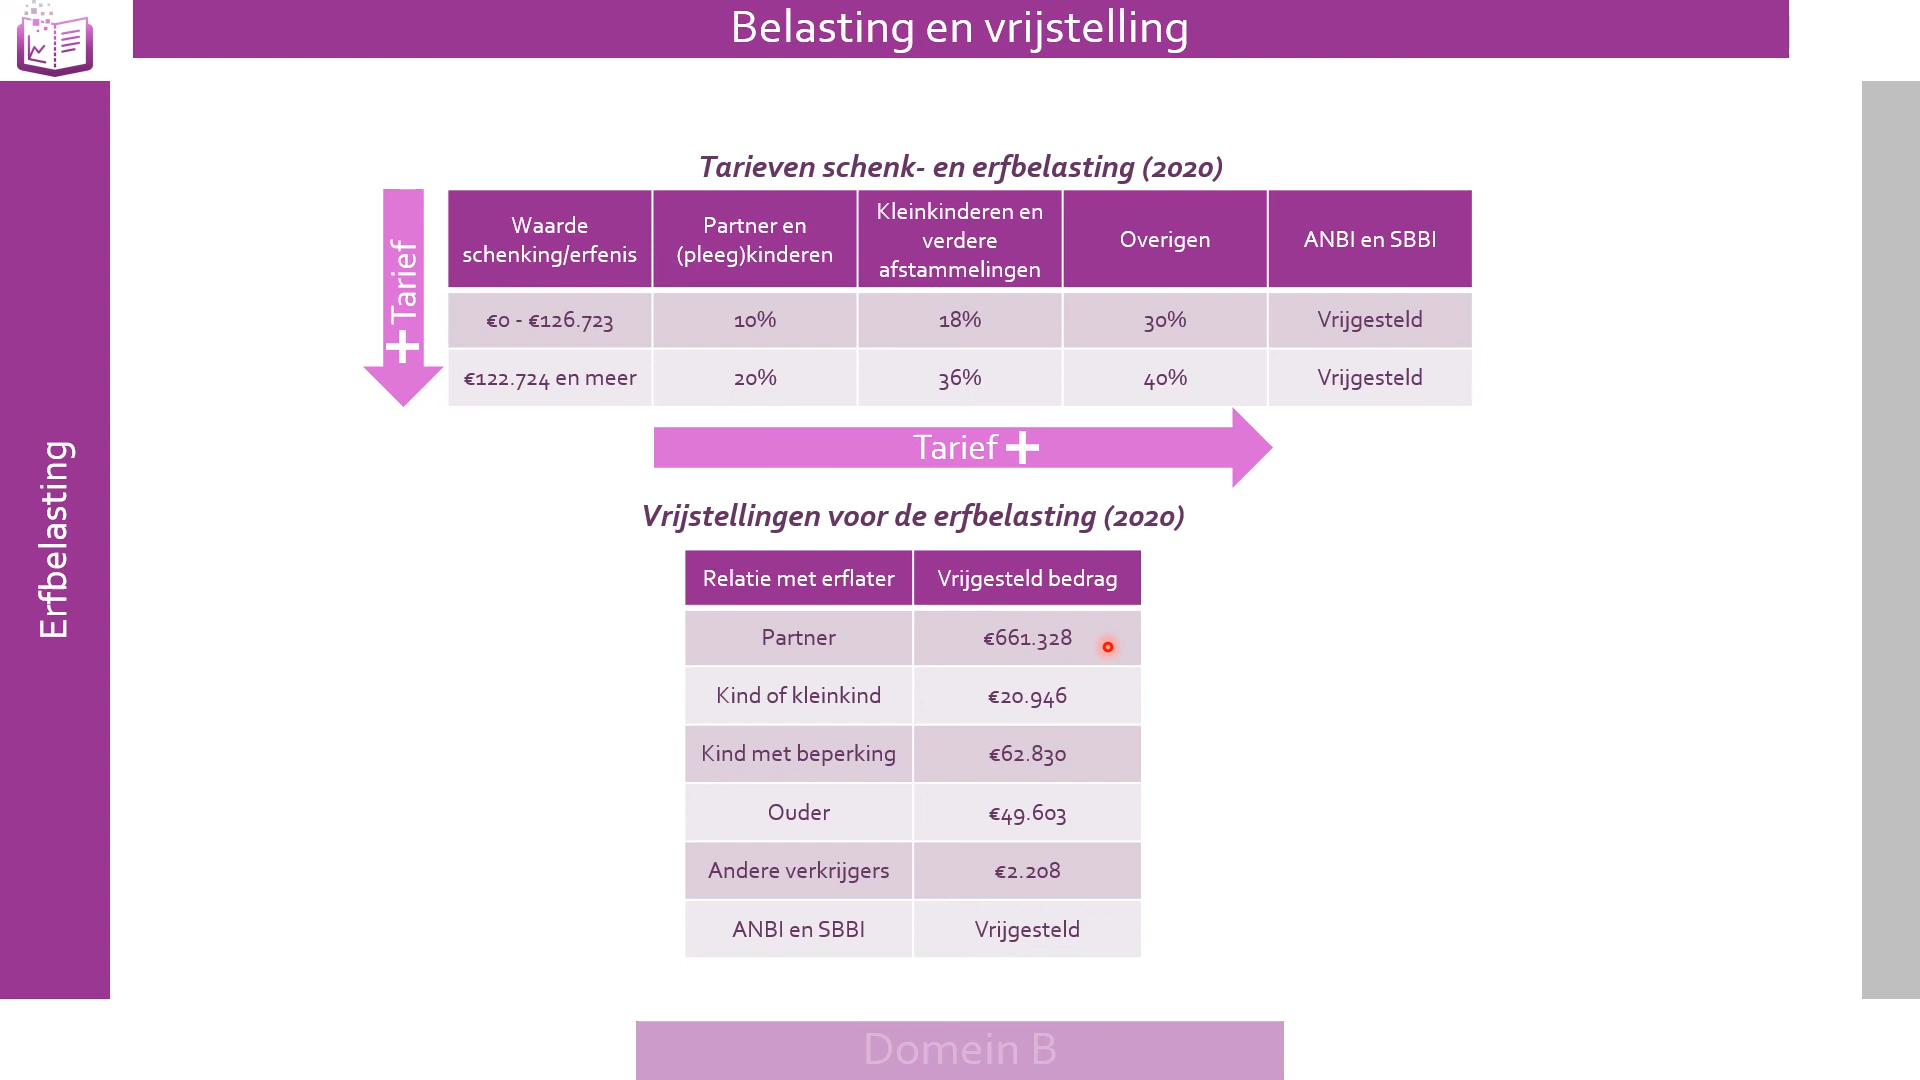 Belasting en vrijstelling
Erfbelasting
Tarieven schenk- en erfbelasting (2020)
Tarief
Waarde schenking/erfenis
Partner en (pleeg)kinderen
Kleinkinderen en verdere afstammelingen
Overigen
ANBI en SBBI
€0 - €126.723
10%
18%
30%
Vrijgesteld
€122.724 en meer
20%
36%
40%
Vrijgesteld
Tarief
Vrijstellingen voor de erfbelasting (2020)
Relatie met erflater
Vrijgesteld bedrag
Partner
€661.328
Kind of kleinkind
€20.946
Kind met beperking
€62.830
Ouder
€49.603
Andere verkrijgers
€2.208
ANBI en SBBI
Vrijgesteld
Domein B